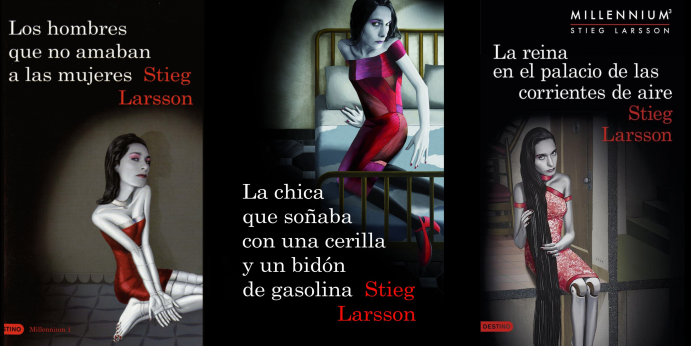 Los hombres
que no amaban
a las mujeres Stieg
Larsson
Millennium 1
La chica
que soñaba
con una cerilla
y un bidón
de gasolina Stieg
Larsson
MILLENNIUM
STIEG LARSSON
La reina
en el palacio de las
corrientes de aire
Stieg
Larsson
DESTINO